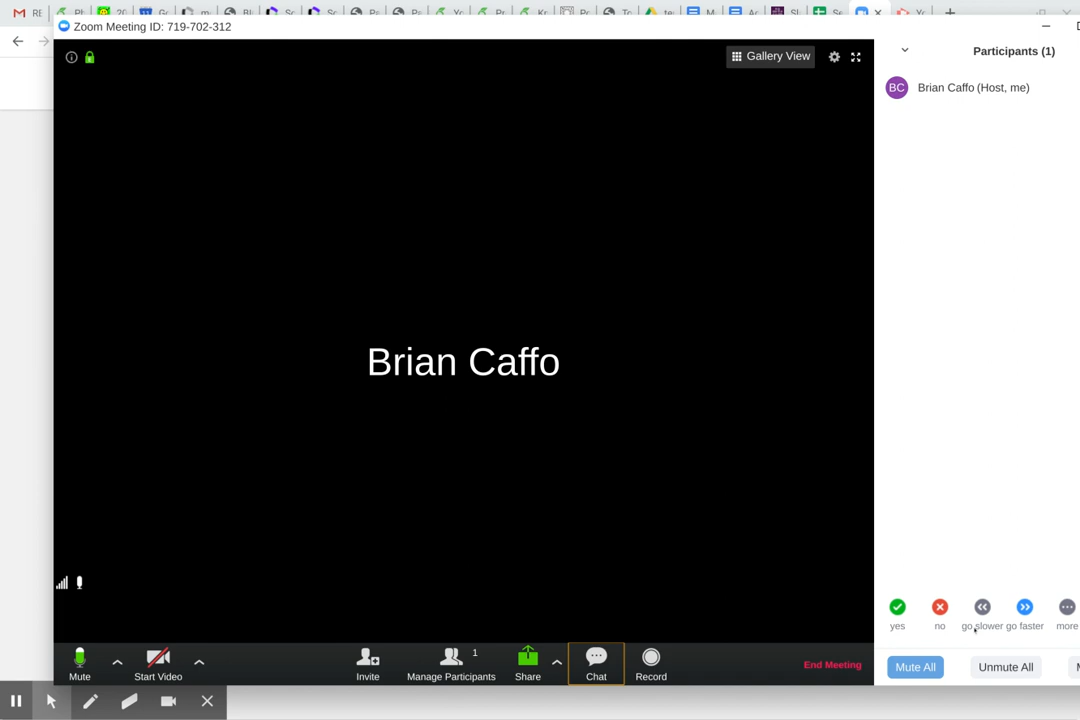 RE
Zoom Meeting ID: 719-702-312
Gallery View
Participants (1)
BC Brian Caffo (Host, me)
Brian Caffo
yes no go slower go faster more
Mute Start Video Invite Manage Participants 1 Share Chat Record End Meeting
Mute All Unmute All